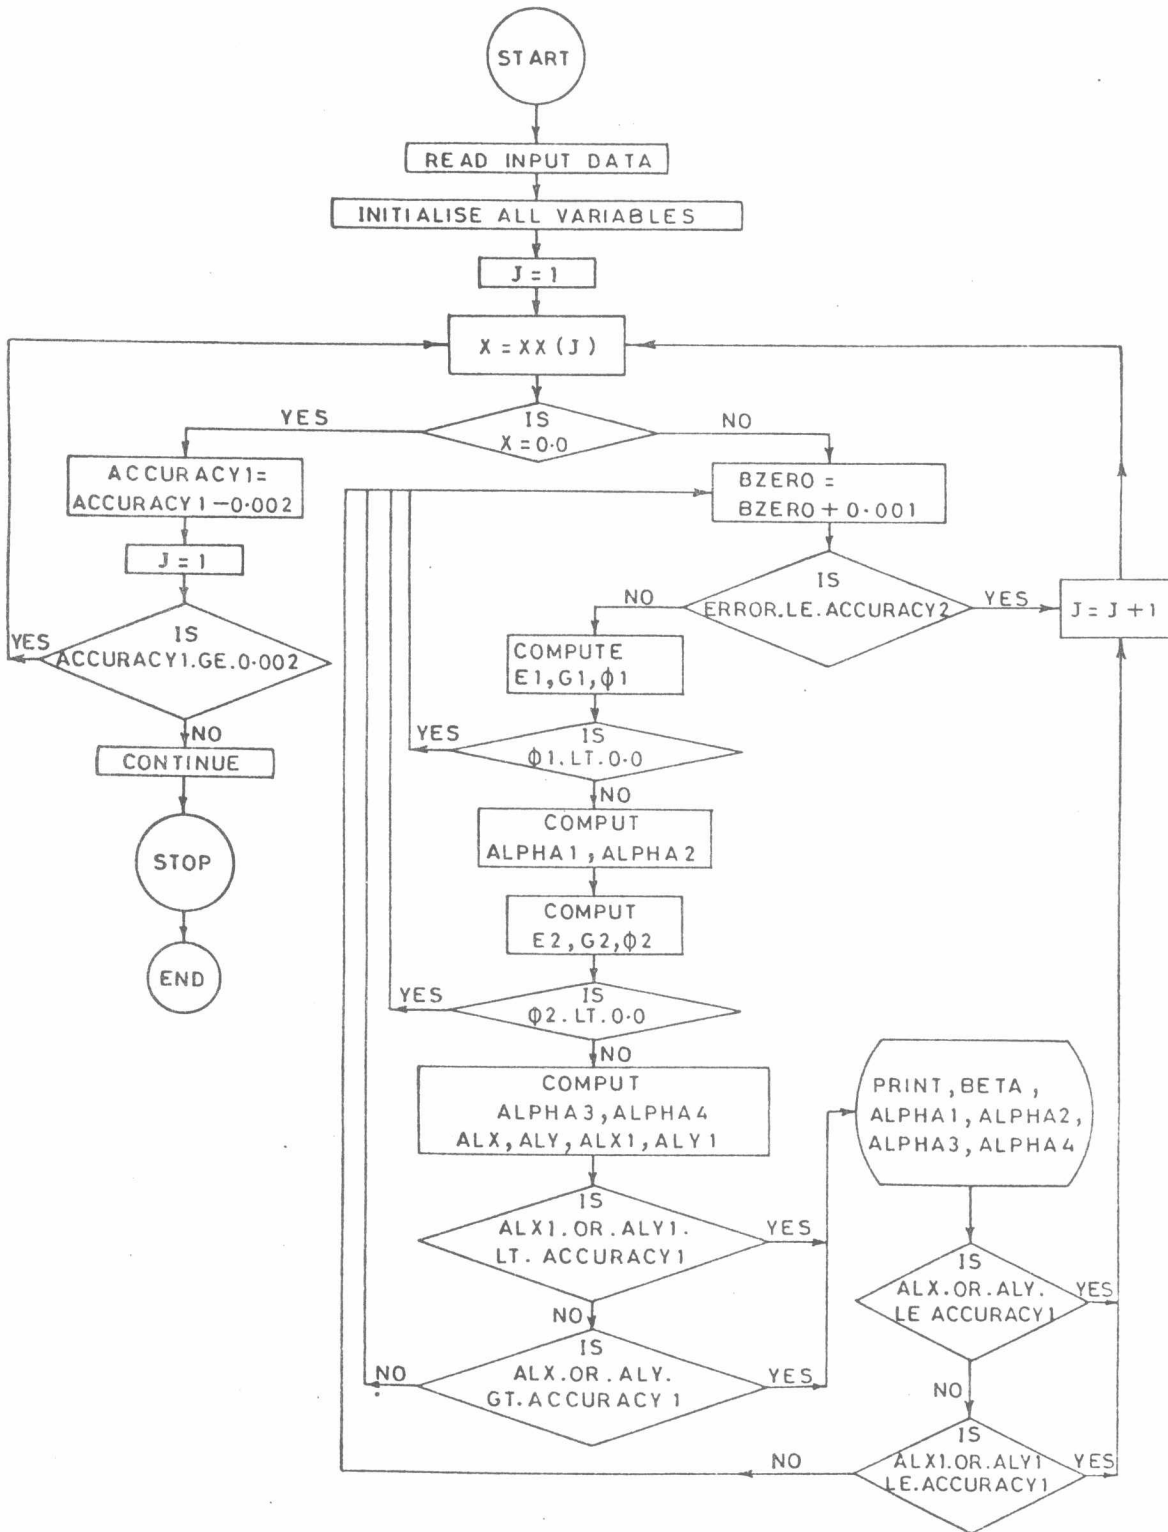 START
READ INPUT DATA
INITIALISE ALL VARIABLES
J = 1
X = XX (J)
IS
X = 0·0
YES
NO
ACCURACY1=
ACCURACY1-0·002
J = 1
IS
ACCURACY1.GE.0·002
YES
NO
CONTINUE
STOP
END
BZERO =
BZERO + 0·001
IS
ERROR.LE.ACCURACY2
NO
YES
J = J + 1
COMPUTE
E1,G1,ϕ1
IS
ϕ1.LT.0·0
YES
NO
COMPUT
ALPHA1, ALPHA2
COMPUT
E2,G2,ϕ2
IS
ϕ2.LT.0·0
YES
NO
COMPUT
ALPHA3,ALPHA4
ALX,ALY,ALX1,ALY1
IS
ALX1.OR.ALY1.
LT. ACCURACY1
YES
NO
IS
ALX.OR.ALY.
GT.ACCURACY 1
NO
YES
PRINT,BETA,
ALPHA1,ALPHA2,
ALPHA3,ALPHA4
IS
ALX.OR.ALY.
LE ACCURACY1
YES
NO
IS
ALX1.OR.ALY1
LE.ACCURACY1
NO
YES